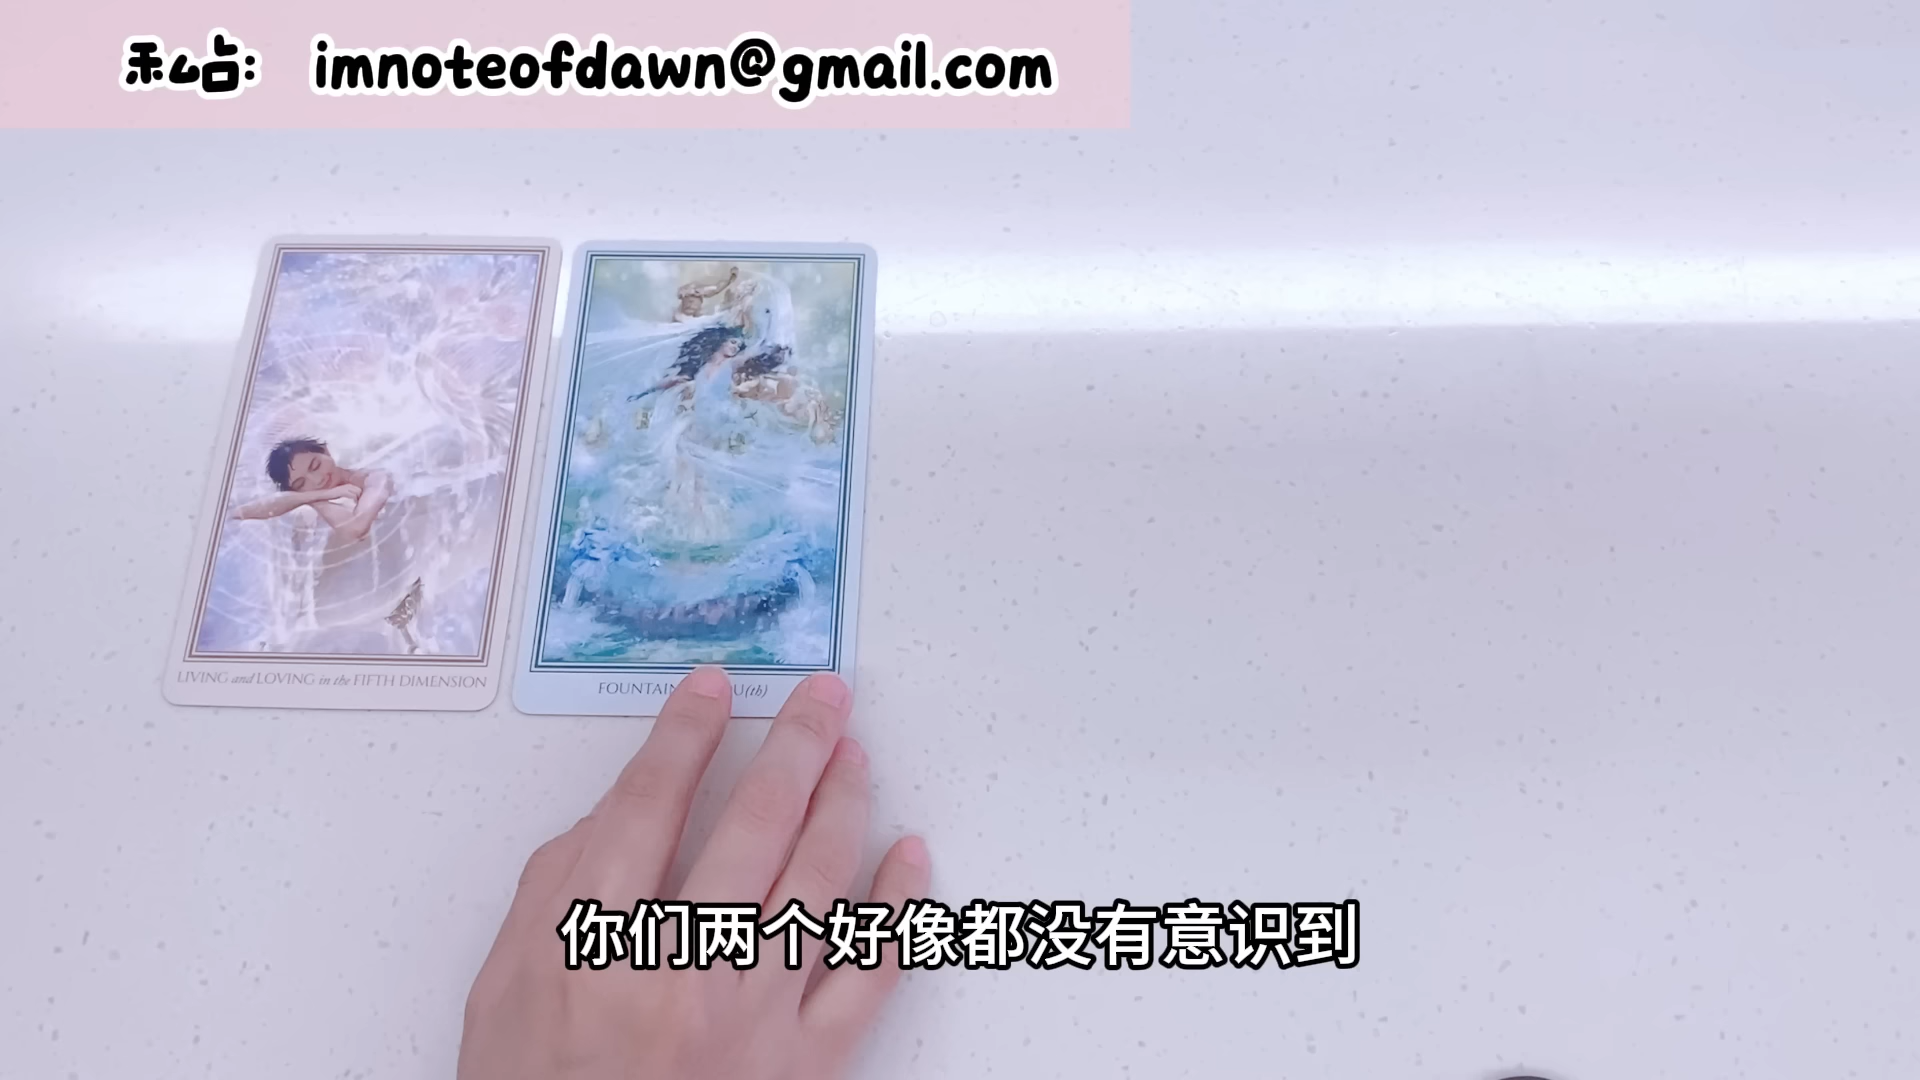 私占: imnoteofdawn@gmail.com
LIVING and LOVING in the FIFTH DIMENSION
FOUNTAIN U(th)
你们两个好像都没有意识到